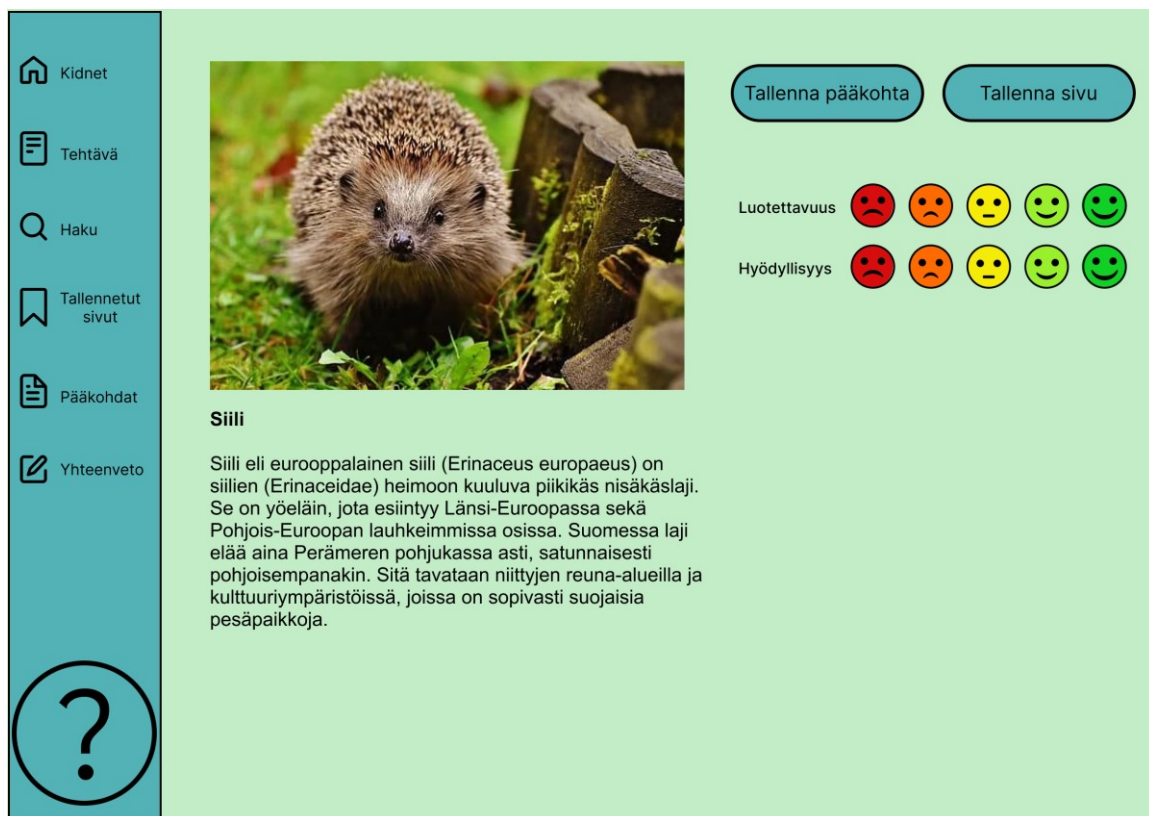 Kidnet
Tehtävä
Haku
Tallennetut
sivut
Pääkohdat
Yhteenveto
?
Tallenna pääkohta
Tallenna sivu
Luotettavuus
Hyödyllisyys
Siili
Siili eli eurooppalainen siili (Erinaceus europaeus) on
siilien (Erinaceidae) heimoon kuuluva piikikäs nisäkäslaji.
Se on yöeläin, jota esiintyy Länsi-Euroopassa sekä
Pohjois-Euroopan lauhkeimmissa osissa. Suomessa laji
elää aina Perämeren pohjukassa asti, satunnaisesti
pohjoisempanakin. Sitä tavataan niittyjen reuna-alueilla ja
kulttuuriympäristöissä, joissa on sopivasti suojaisia
pesäpaikkoja.